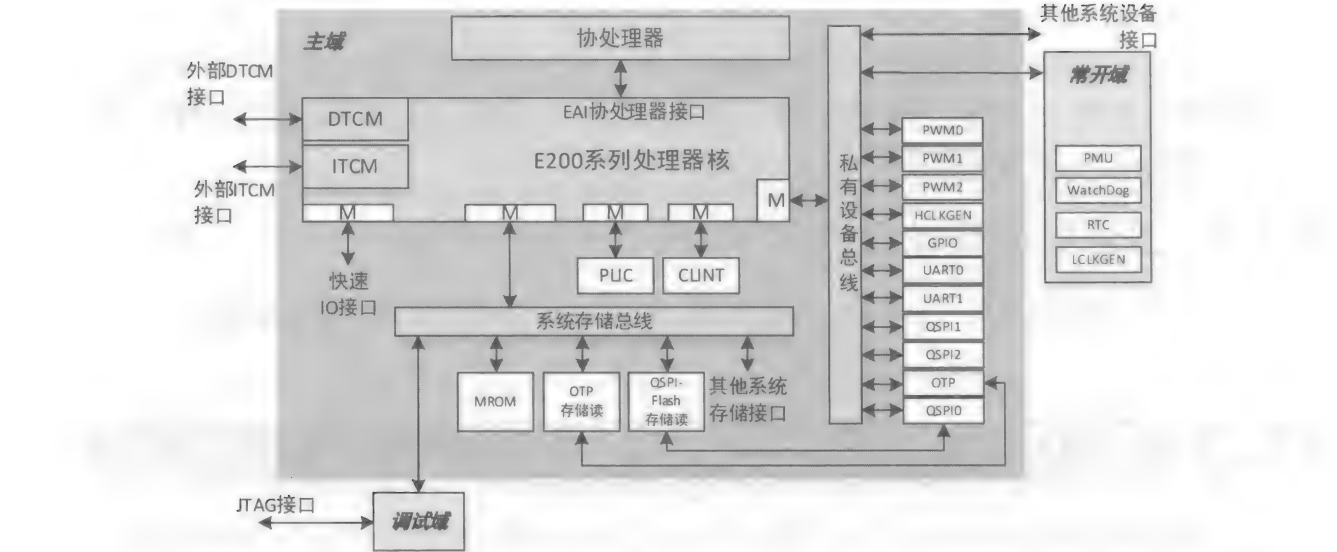 其他系统设备
接口
主域
协处理器
常开域
外部DTCM
接口
DTCM
EAI协处理器接口
ITCM
E200系列处理器核
外部ITCM
接口
M
M
M
M
M
私有设备总线
PWM0
PWM1
PWM2
HCLKGEN
GPIO
UART0
UART1
QSPI1
QSPI2
OTP
QSPI0
PMU
WatchDog
RTC
LCLKGEN
快速
IO接口
PLIC
CLINT
系统存储总线
MROM
OTP
存储读
QSPI-
Flash
存储读
其他系统
存储接口
JTAG接口
调试域